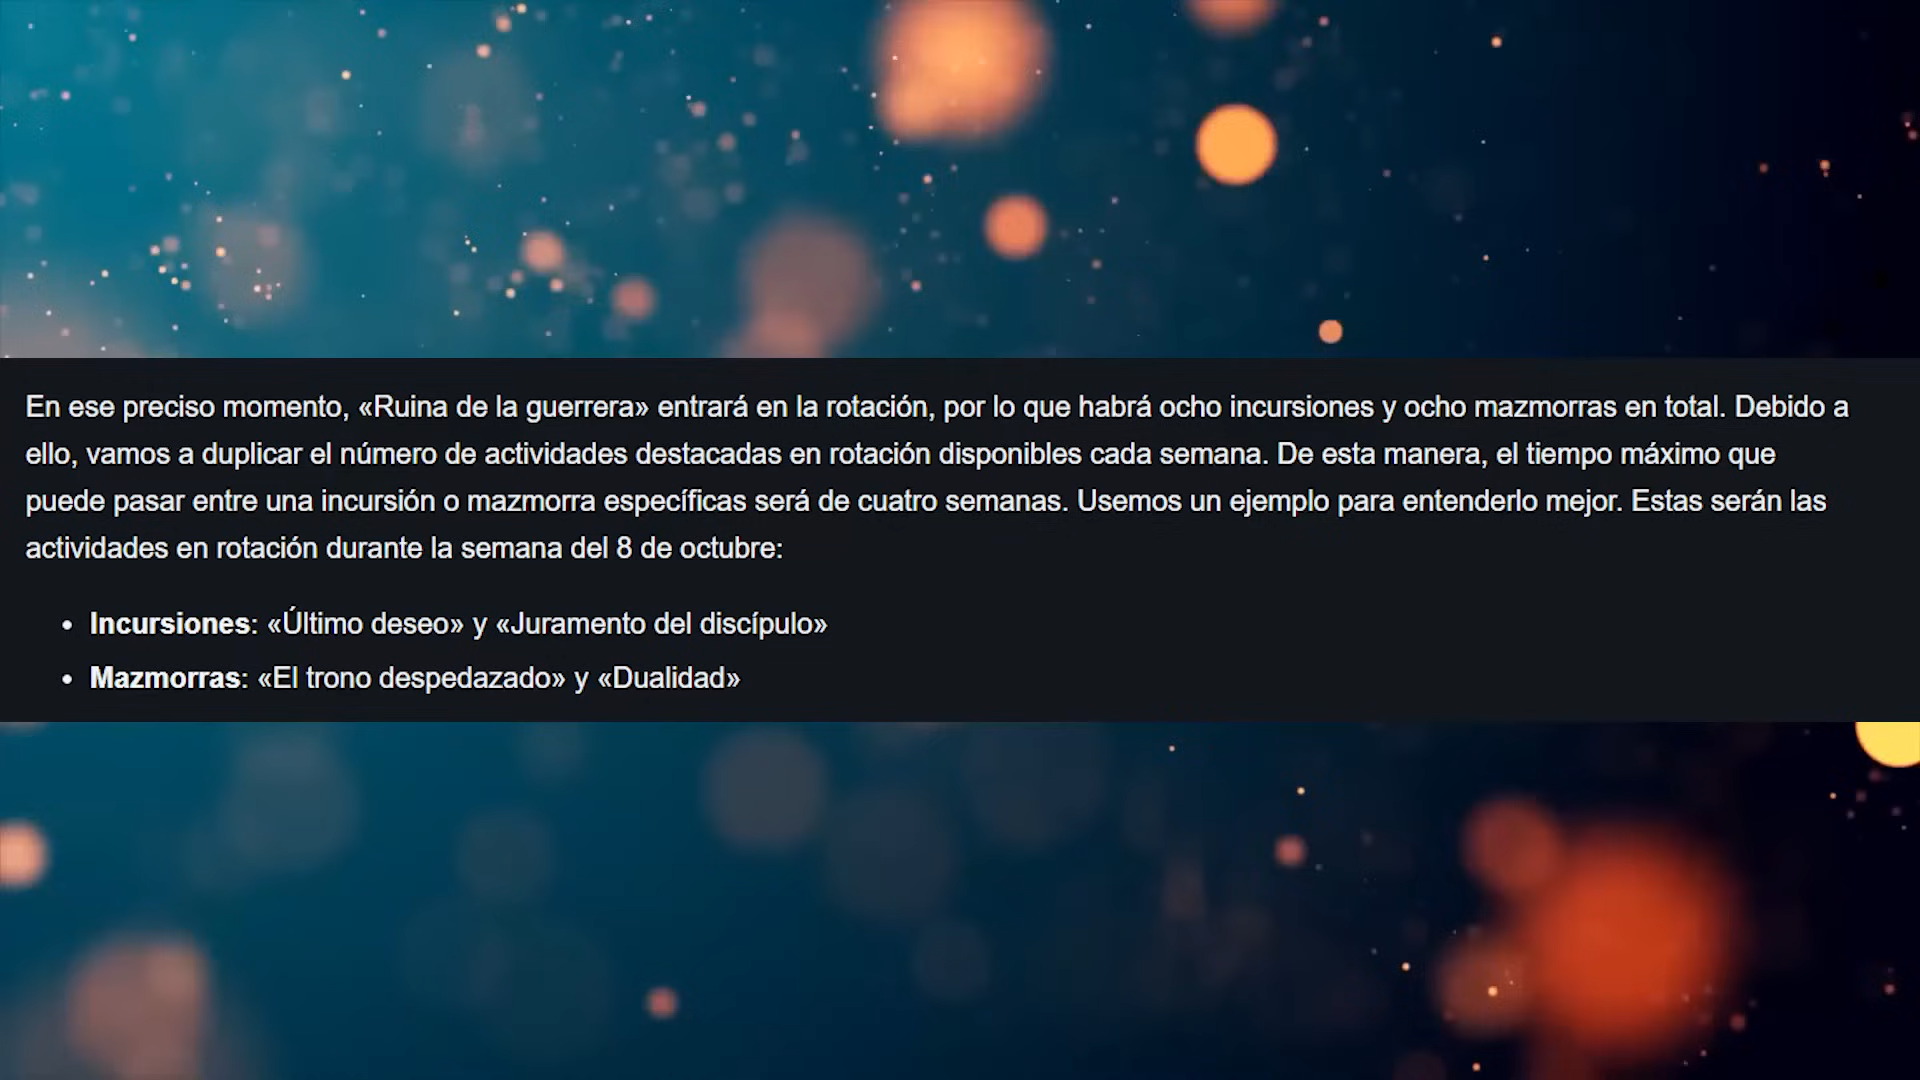 En ese preciso momento, «Ruina de la guerrera» entrará en la rotación, por lo que habrá ocho incursiones y ocho mazmorras en total. Debido a
ello, vamos a duplicar el número de actividades destacadas en rotación disponibles cada semana. De esta manera, el tiempo máximo que
puede pasar entre una incursión o mazmorra específicas será de cuatro semanas. Usemos un ejemplo para entenderlo mejor. Estas serán las
actividades en rotación durante la semana del 8 de octubre:
• Incursiones: «Último deseo» y «Juramento del discípulo»
• Mazmorras: «El trono despedazado» y «Dualidad»